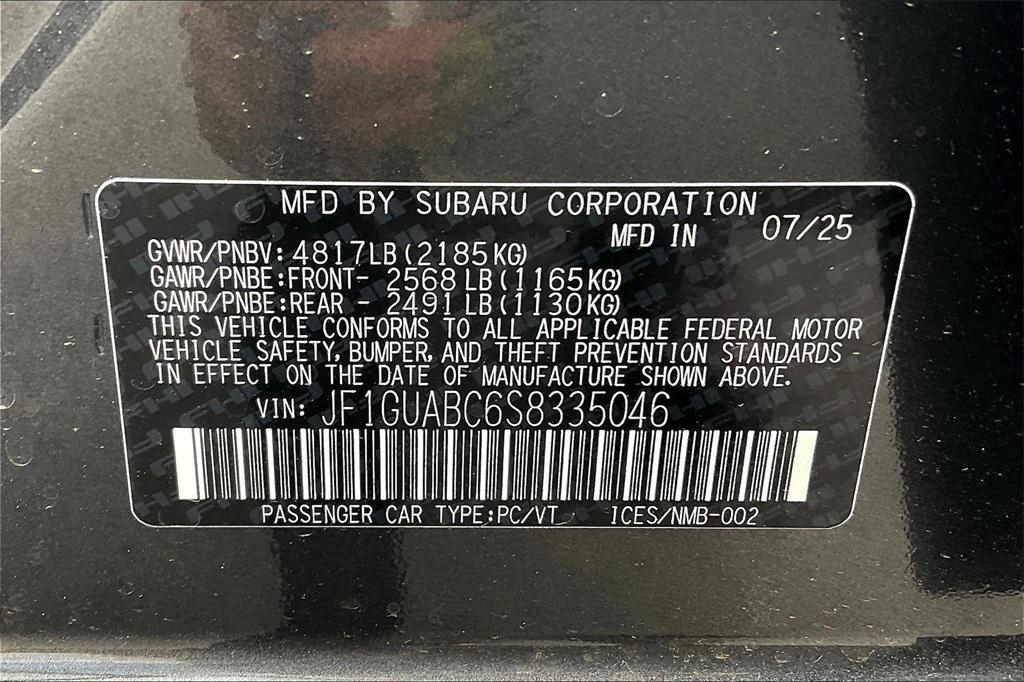 MFD BY SUBARU CORPORATION
MFD IN 07/25
GVWR/PNBV: 4817LB (2185KG)
GAWR/PNBE:FRONT- 2568 LB (1165KG)
GAWR/PNBE:REAR - 2491 LB (1130KG)
THIS VEHICLE CONFORMS TO ALL APPLICABLE FEDERAL MOTOR
VEHICLE SAFETY, BUMPER, AND THEFT PREVENTION STANDARDS
IN EFFECT ON THE DATE OF MANUFACTURE SHOWN ABOVE.
VIN: JF1GUABC6S8335046
PASSENGER CAR TYPE:PC/VT ICES/NMB-002